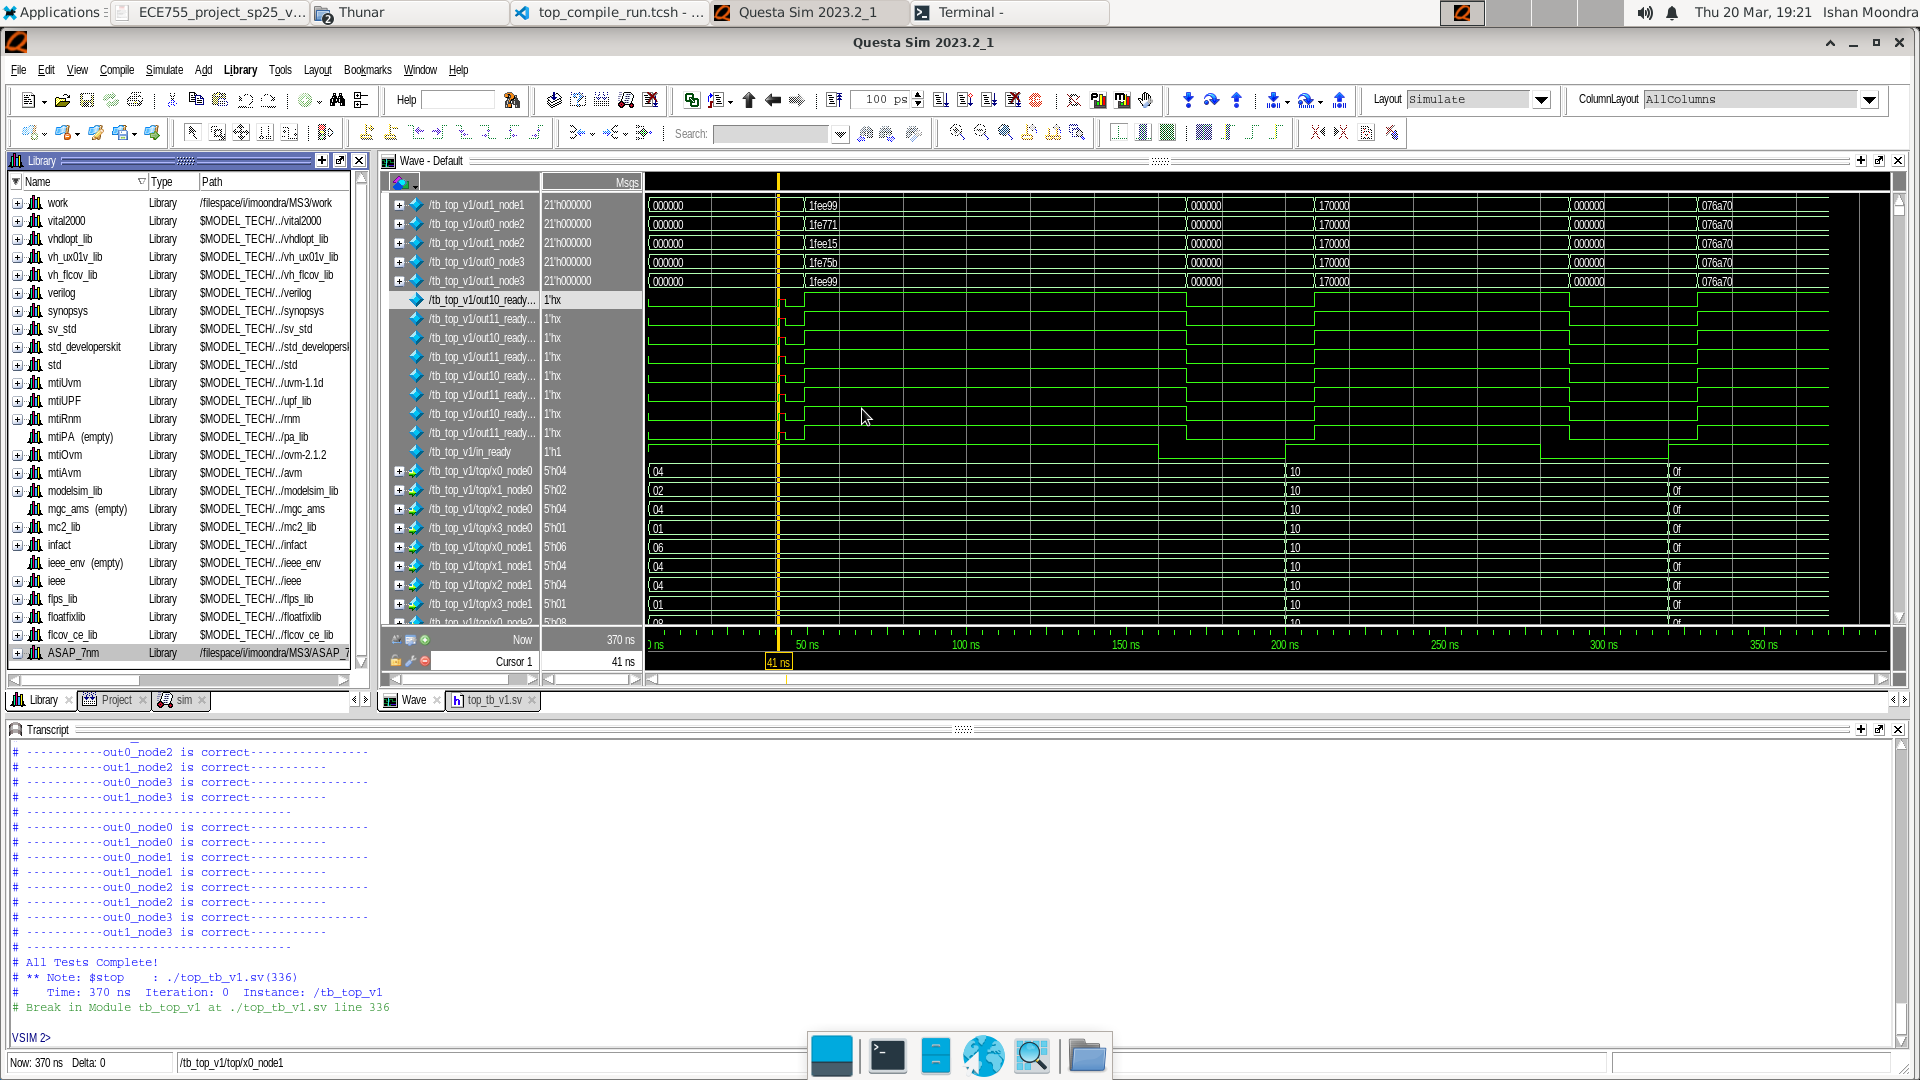 Applications
ECE755_project_sp25_v...
2 Thunar
top_compile_run.tcsh - ...
Questa Sim 2023.2_1
Terminal -
Thu 20 Mar, 19:21
Ishan Moondra
Questa Sim 2023.2_1
File Edit View Compile Simulate Add Library Tools Layout Bookmarks Window Help
Help
100 ps
Layout Simulate
ColumnLayout AllColumns
Search:
Library
Name Type Path
work Library /filespace/i/imoondra/MS3/work
vital2000 Library $MODEL_TECH/../vital2000
vhdlopt_lib Library $MODEL_TECH/../vhdlopt_lib
vh_ux01v_lib Library $MODEL_TECH/../vh_ux01v_lib
vh_flcov_lib Library $MODEL_TECH/../vh_flcov_lib
verilog Library $MODEL_TECH/../verilog
synopsys Library $MODEL_TECH/../synopsys
sv_std Library $MODEL_TECH/../sv_std
std_developerskit Library $MODEL_TECH/../std_developersk
std Library $MODEL_TECH/../std
mtiUvm Library $MODEL_TECH/../uvm-1.1d
mtiUPF Library $MODEL_TECH/../upf_lib
mtiRnm Library $MODEL_TECH/../rnm
mtiPA (empty) Library $MODEL_TECH/../pa_lib
mtiOvm Library $MODEL_TECH/../ovm-2.1.2
mtiAvm Library $MODEL_TECH/../avm
modelsim_lib Library $MODEL_TECH/../modelsim_lib
mgc_ams (empty) Library $MODEL_TECH/../mgc_ams
mc2_lib Library $MODEL_TECH/../mc2_lib
infact Library $MODEL_TECH/../infact
ieee_env (empty) Library $MODEL_TECH/../ieee_env
ieee Library $MODEL_TECH/../ieee
flps_lib Library $MODEL_TECH/../flps_lib
floatfixlib Library $MODEL_TECH/../floatfixlib
flcov_ce_lib Library $MODEL_TECH/../flcov_ce_lib
ASAP_7nm Library /filespace/i/imoondra/MS3/ASAP_7
Library Project sim
Wave - Default
Msgs
/tb_top_v1/out1_node1 21'h000000 000000 1fee99 000000 170000 000000 076a70
/tb_top_v1/out0_node2 21'h000000 000000 1fe771 000000 170000 000000 076a70
/tb_top_v1/out1_node2 21'h000000 000000 1fee15 000000 170000 000000 076a70
/tb_top_v1/out0_node3 21'h000000 000000 1fe75b 000000 170000 000000 076a70
/tb_top_v1/out1_node3 21'h000000 000000 1fee99 000000 170000 000000 076a70
/tb_top_v1/out10_ready... 1'hx
/tb_top_v1/out11_ready... 1'hx
/tb_top_v1/out10_ready... 1'hx
/tb_top_v1/out11_ready... 1'hx
/tb_top_v1/out10_ready... 1'hx
/tb_top_v1/out11_ready... 1'hx
/tb_top_v1/out10_ready... 1'hx
/tb_top_v1/out11_ready... 1'hx
/tb_top_v1/in_ready 1'h1
/tb_top_v1/top/x0_node0 5'h04 04 10 0f
/tb_top_v1/top/x1_node0 5'h02 02 10 0f
/tb_top_v1/top/x2_node0 5'h04 04 10 0f
/tb_top_v1/top/x3_node0 5'h01 01 10 0f
/tb_top_v1/top/x0_node1 5'h06 06 10 0f
/tb_top_v1/top/x1_node1 5'h04 04 10 0f
/tb_top_v1/top/x2_node1 5'h04 04 10 0f
/tb_top_v1/top/x3_node1 5'h01 01 10 0f
/tb_top_v1/top/x0_node2 5'h08 08 10 0f
Now 370 ns ns 50 ns 100 ns 150 ns 200 ns 250 ns 300 ns 350 ns
Cursor 1 41 ns 41 ns
Wave top_tb_v1.sv
Transcript
# -----------out0_node2 is correct-----------------
# -----------out1_node2 is correct-----------
# -----------out0_node3 is correct-----------------
# -----------out1_node3 is correct-----------
# --------------------------------------
# -----------out0_node0 is correct-----------------
# -----------out1_node0 is correct-----------
# -----------out0_node1 is correct-----------------
# -----------out1_node1 is correct-----------
# -----------out0_node2 is correct-----------------
# -----------out1_node2 is correct-----------
# -----------out0_node3 is correct-----------------
# -----------out1_node3 is correct-----------
# --------------------------------------
# All Tests Complete!
# ** Note: $stop    : ./top_tb_v1.sv(336)
#    Time: 370 ns  Iteration: 0  Instance: /tb_top_v1
# Break in Module tb_top_v1 at ./top_tb_v1.sv line 336
VSIM 2>
Now: 370 ns Delta: 0 /tb_top_v1/top/x0_node1